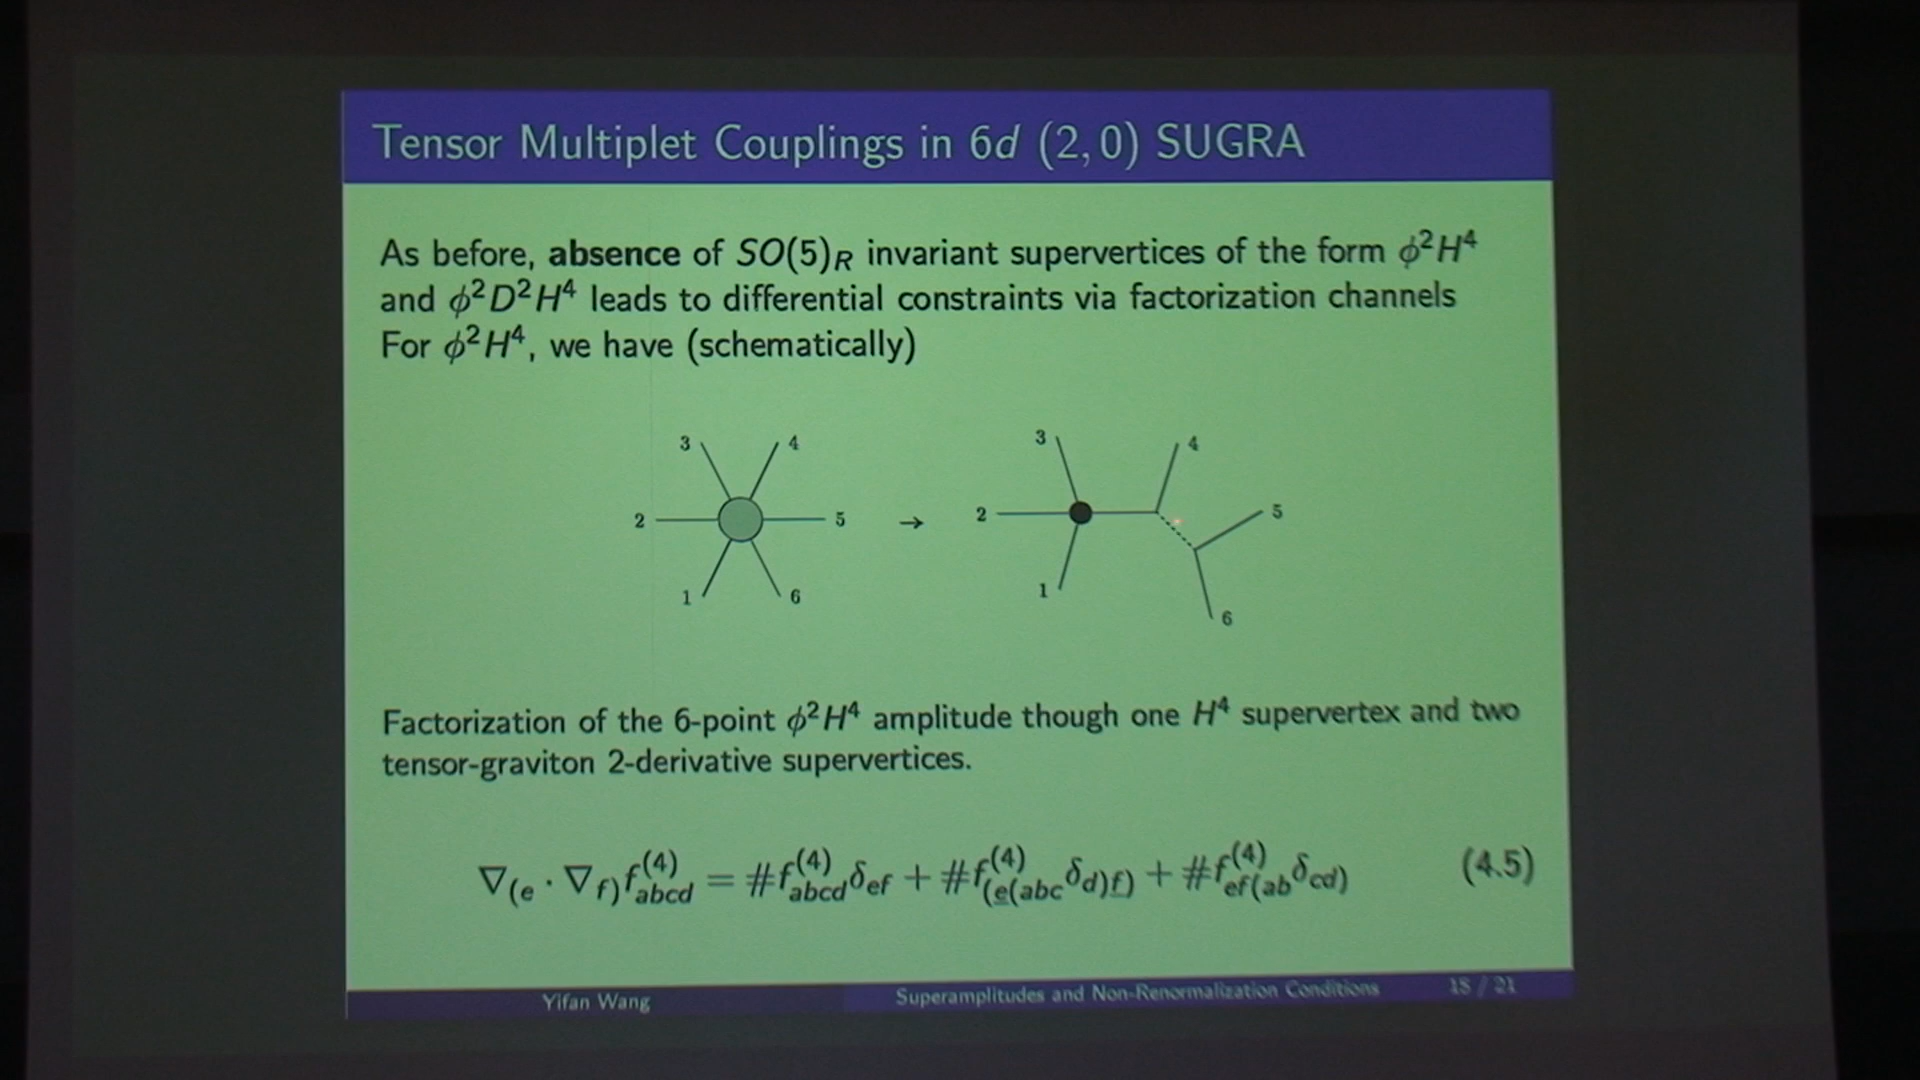 Tensor Multiplet Couplings in 6d (2, 0) SUGRA
As before, absence of SO(5)_R invariant supervertices of the form ϕ²H⁴
and ϕ²D²H⁴ leads to differential constraints via factorization channels
For ϕ²H⁴, we have (schematically)
3 4 3 4
2 5 → 2 5
1 6 1 6
Factorization of the 6-point ϕ²H⁴ amplitude though one H⁴ supervertex and two
tensor-graviton 2-derivative supervertices.
∇_(e · ∇_f) f^(4)_abcd = #f^(4)_abcd δ_ef + #f^(4)_(e(abc δ_d)f) + #f^(4)_ef(ab δ_cd) (4.5)
Yifan Wang Superamplitudes and Non-Renormalization Conditions 18 / 21